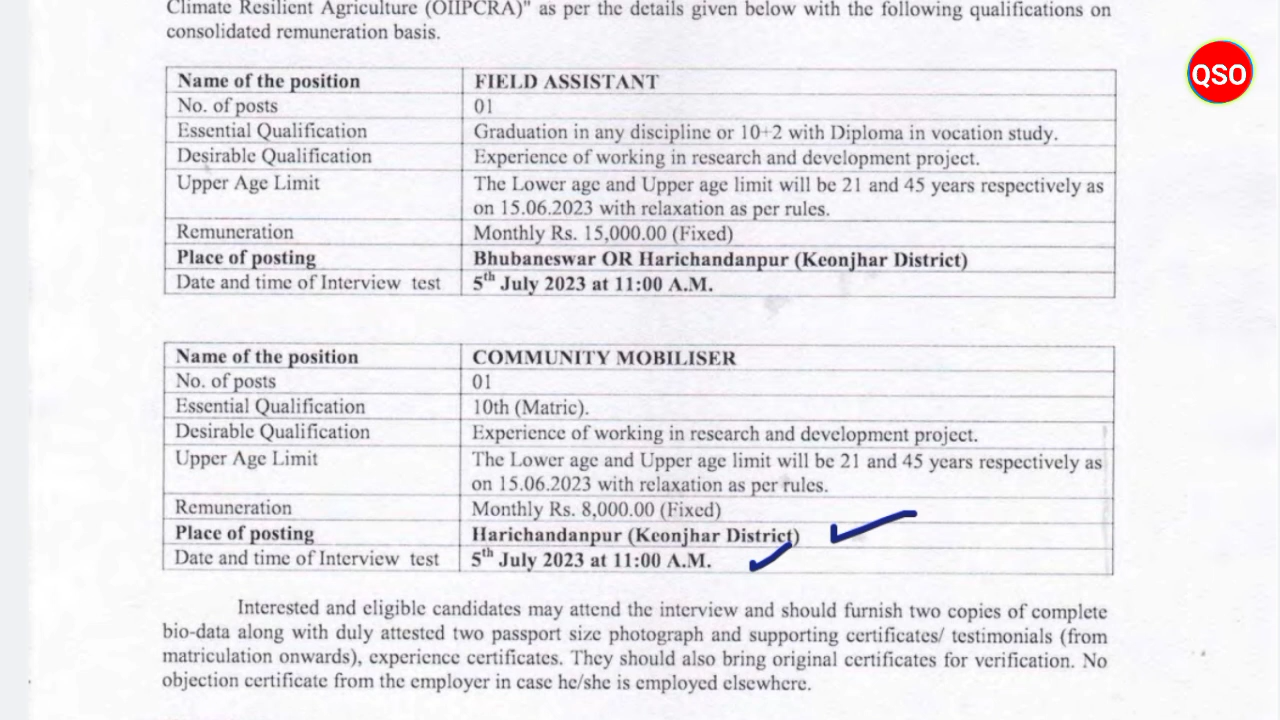 Climate Resilient Agriculture (OIIPCRA)" as per the details given below with the following qualifications on
consolidated remuneration basis.
QSO
Name of the position FIELD ASSISTANT
No. of posts 01
Essential Qualification Graduation in any discipline or 10+2 with Diploma in vocation study.
Desirable Qualification Experience of working in research and development project.
Upper Age Limit The Lower age and Upper age limit will be 21 and 45 years respectively as
on 15.06.2023 with relaxation as per rules.
Remuneration Monthly Rs. 15,000.00 (Fixed)
Place of posting Bhubaneswar OR Harichandanpur (Keonjhar District)
Date and time of Interview test 5th July 2023 at 11:00 A.M.
Name of the position COMMUNITY MOBILISER
No. of posts 01
Essential Qualification 10th (Matric).
Desirable Qualification Experience of working in research and development project.
Upper Age Limit The Lower age and Upper age limit will be 21 and 45 years respectively as
on 15.06.2023 with relaxation as per rules.
Remuneration Monthly Rs. 8,000.00 (Fixed)
Place of posting Harichandanpur (Keonjhar District)
Date and time of Interview test 5th July 2023 at 11:00 A.M.
Interested and eligible candidates may attend the interview and should furnish two copies of complete
bio-data along with duly attested two passport size photograph and supporting certificates/ testimonials (from
matriculation onwards), experience certificates. They should also bring original certificates for verification. No
objection certificate from the employer in case he/she is employed elsewhere.